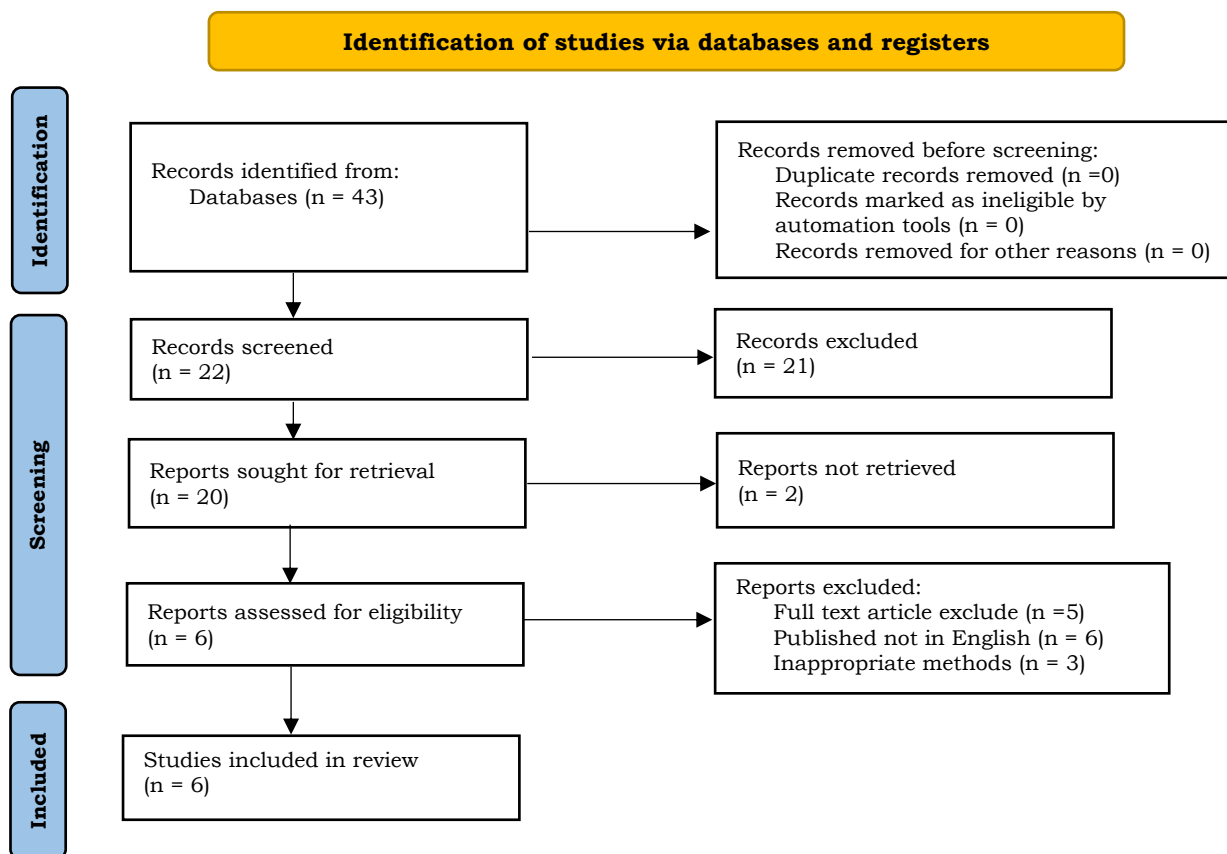 Identification of studies via databases and registers
Identification
Records identified from:
Databases (n = 43)
Records removed before screening:
Duplicate records removed (n =0)
Records marked as ineligible by
automation tools (n = 0)
Records removed for other reasons (n = 0)
Screening
Records screened
(n = 22)
Records excluded
(n = 21)
Reports sought for retrieval
(n = 20)
Reports not retrieved
(n = 2)
Reports assessed for eligibility
(n = 6)
Reports excluded:
Full text article exclude (n =5)
Published not in English (n = 6)
Inappropriate methods (n = 3)
Included
Studies included in review
(n = 6)